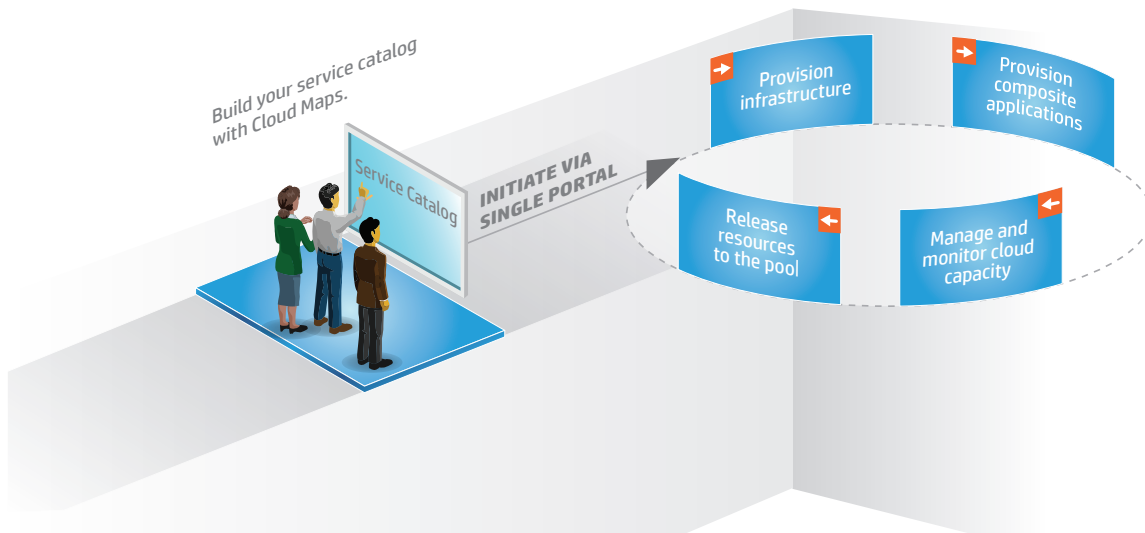 Build your service catalog
with Cloud Maps.
Service Catalog
INITIATE VIA
SINGLE PORTAL
Provision
infrastructure
Provision
composite
applications
Release
resources
to the pool
Manage and
monitor cloud
capacity